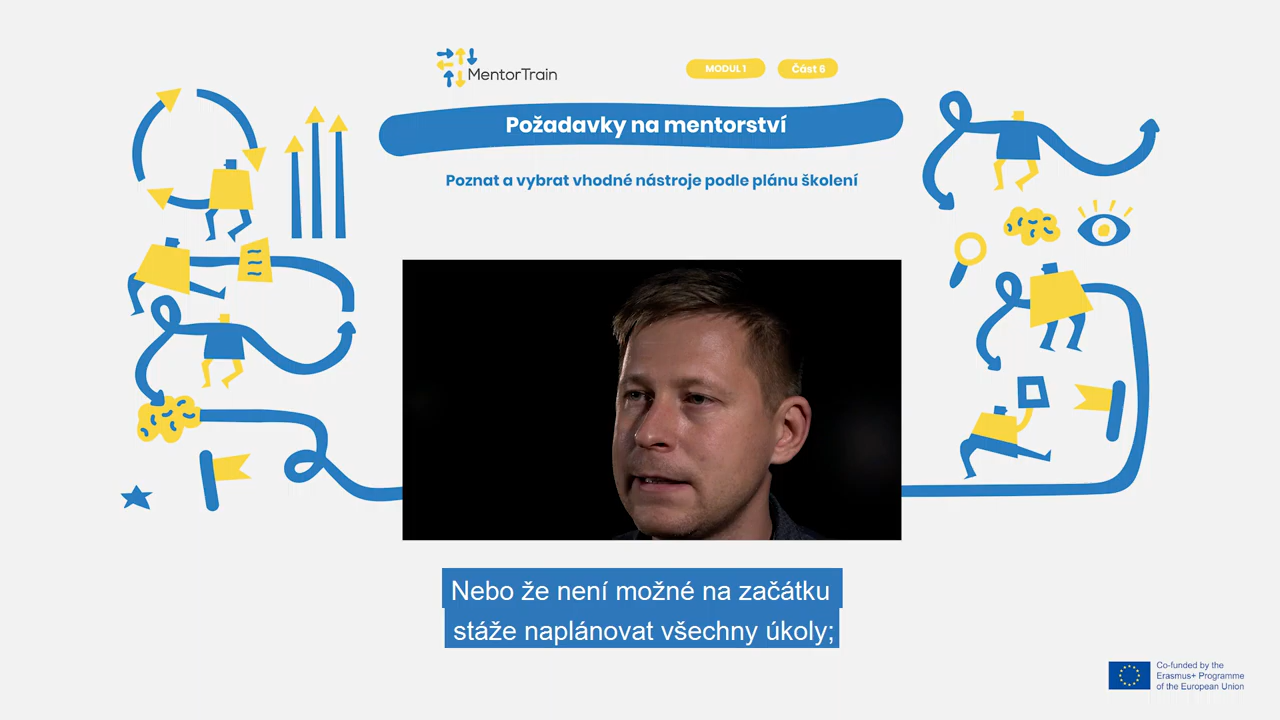 MentorTrain
MODUL 1
Část 6
Požadavky na mentorství
Poznat a vybrat vhodné nástroje podle plánu školení
Nebo že není možné na začátku
stáže naplánovat všechny úkoly;
Co-funded by the
Erasmus+ Programme
of the European Union